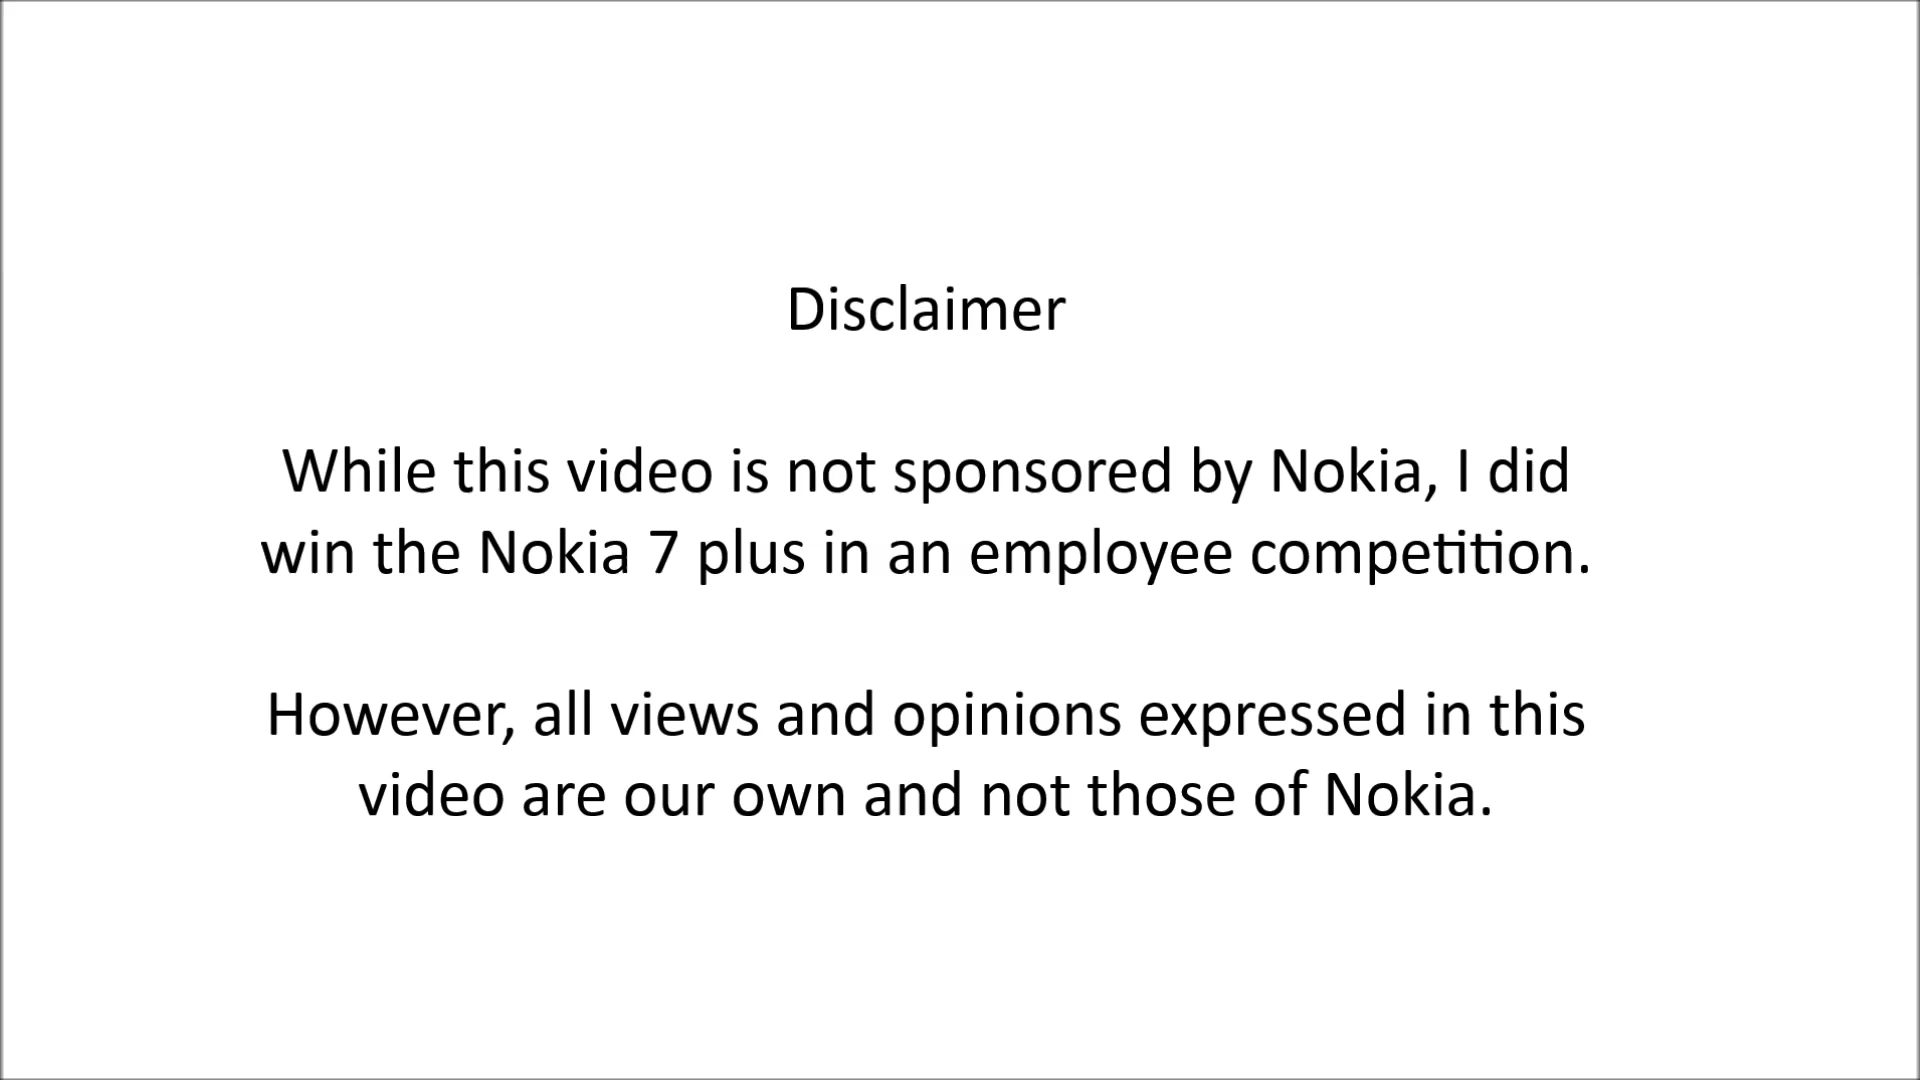 Disclaimer
While this video is not sponsored by Nokia, I did
win the Nokia 7 plus in an employee competition.
However, all views and opinions expressed in this
video are our own and not those of Nokia.